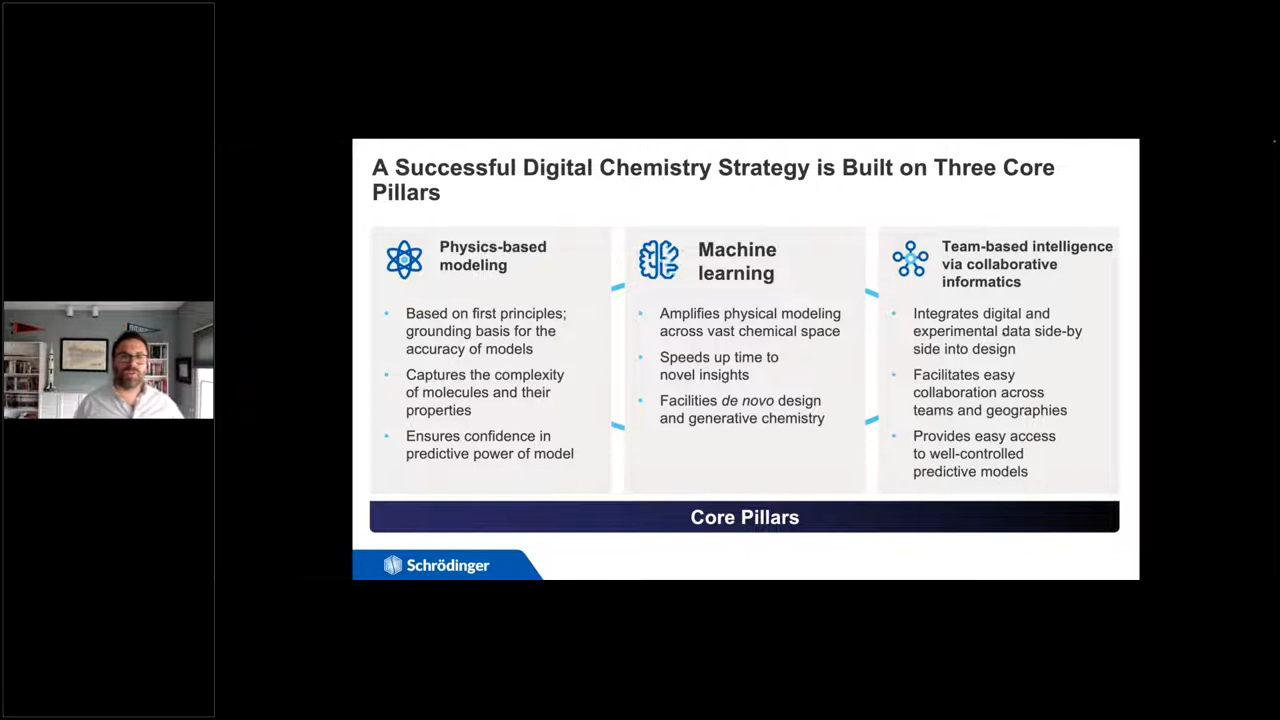 A Successful Digital Chemistry Strategy is Built on Three Core
Pillars
Physics-based
modeling
Based on first principles;
grounding basis for the
accuracy of models
Captures the complexity
of molecules and their
properties
Ensures confidence in
predictive power of model
Machine
learning
Amplifies physical modeling
across vast chemical space
Speeds up time to
novel insights
Facilities de novo design
and generative chemistry
Team-based intelligence
via collaborative
informatics
Integrates digital and
experimental data side-by
side into design
Facilitates easy
collaboration across
teams and geographies
Provides easy access
to well-controlled
predictive models
Core Pillars
Schrödinger